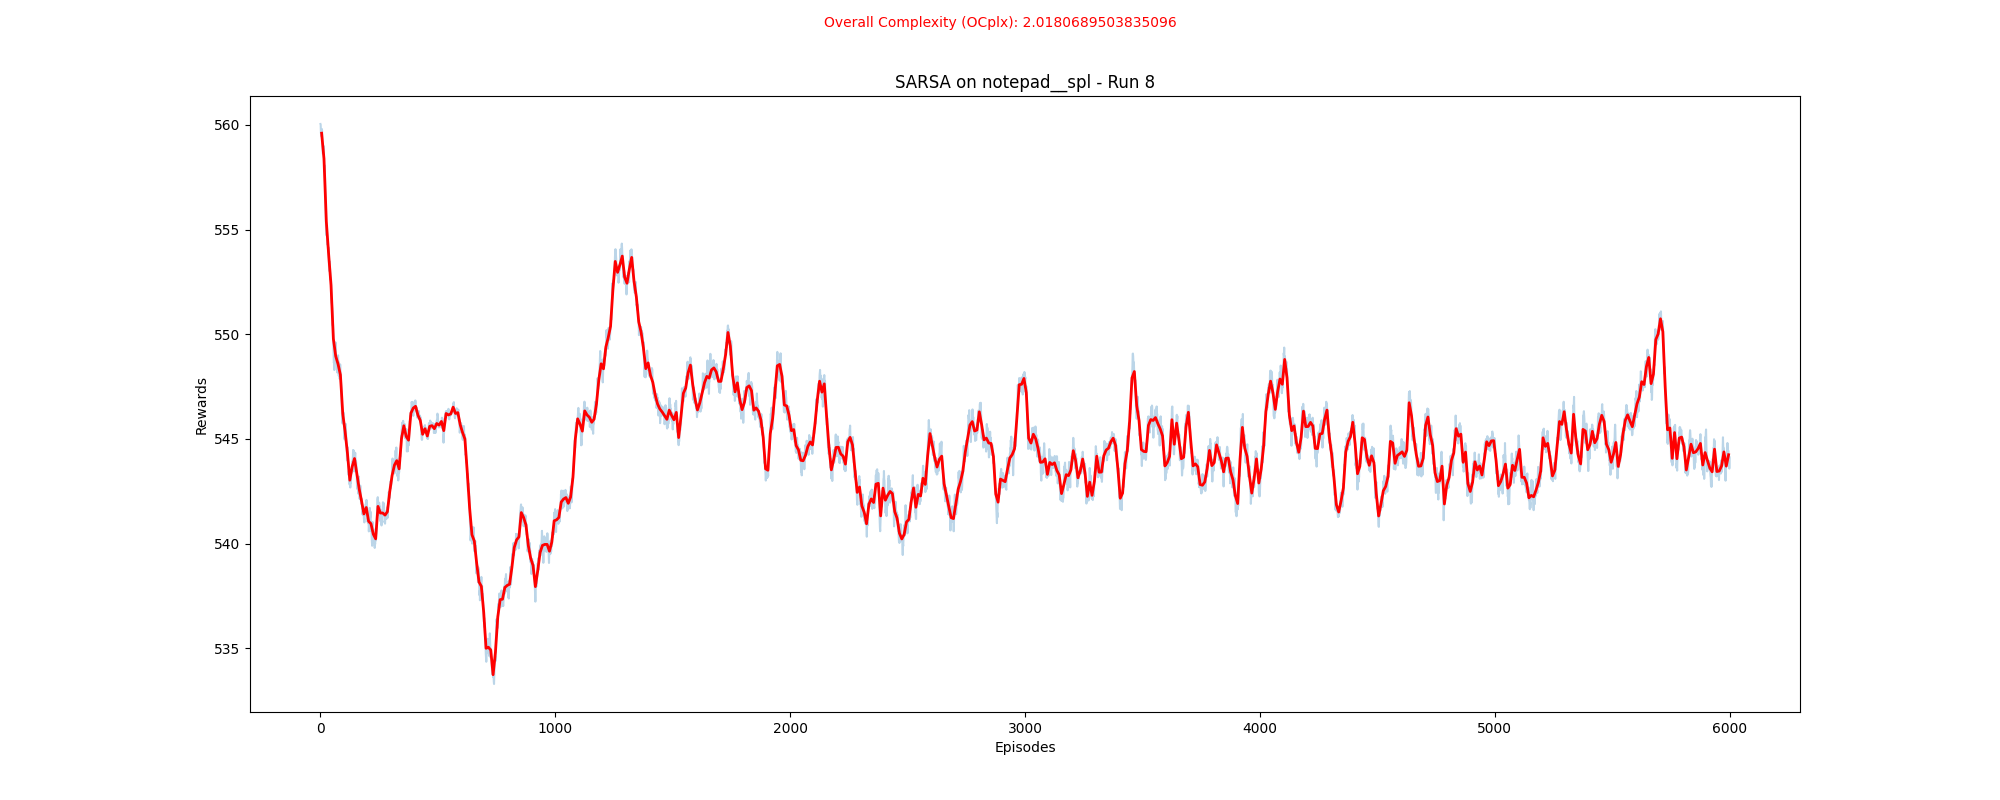 Overall Complexity (OCplx): 2.0180689503835096
SARSA on notepad__spl - Run 8
560
555
550
545
540
535
Rewards
0 1000 2000 3000 4000 5000 6000
Episodes